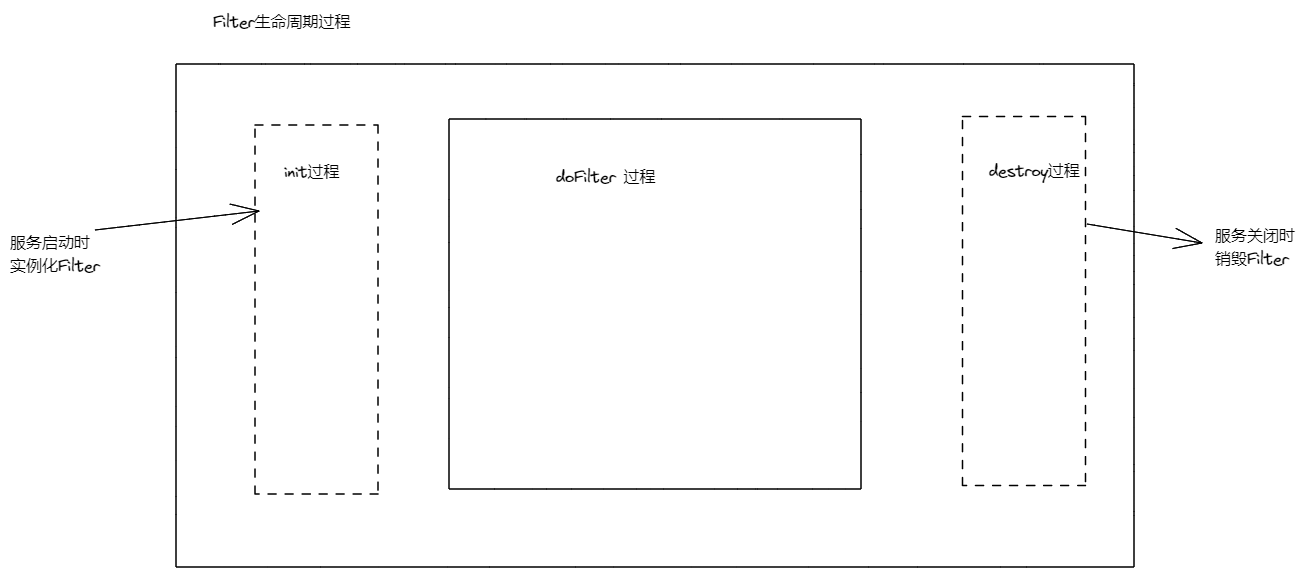 Filter生命周期过程
init过程
doFilter 过程
destroy过程
服务启动时
实例化Filter
服务关闭时
销毁Filter